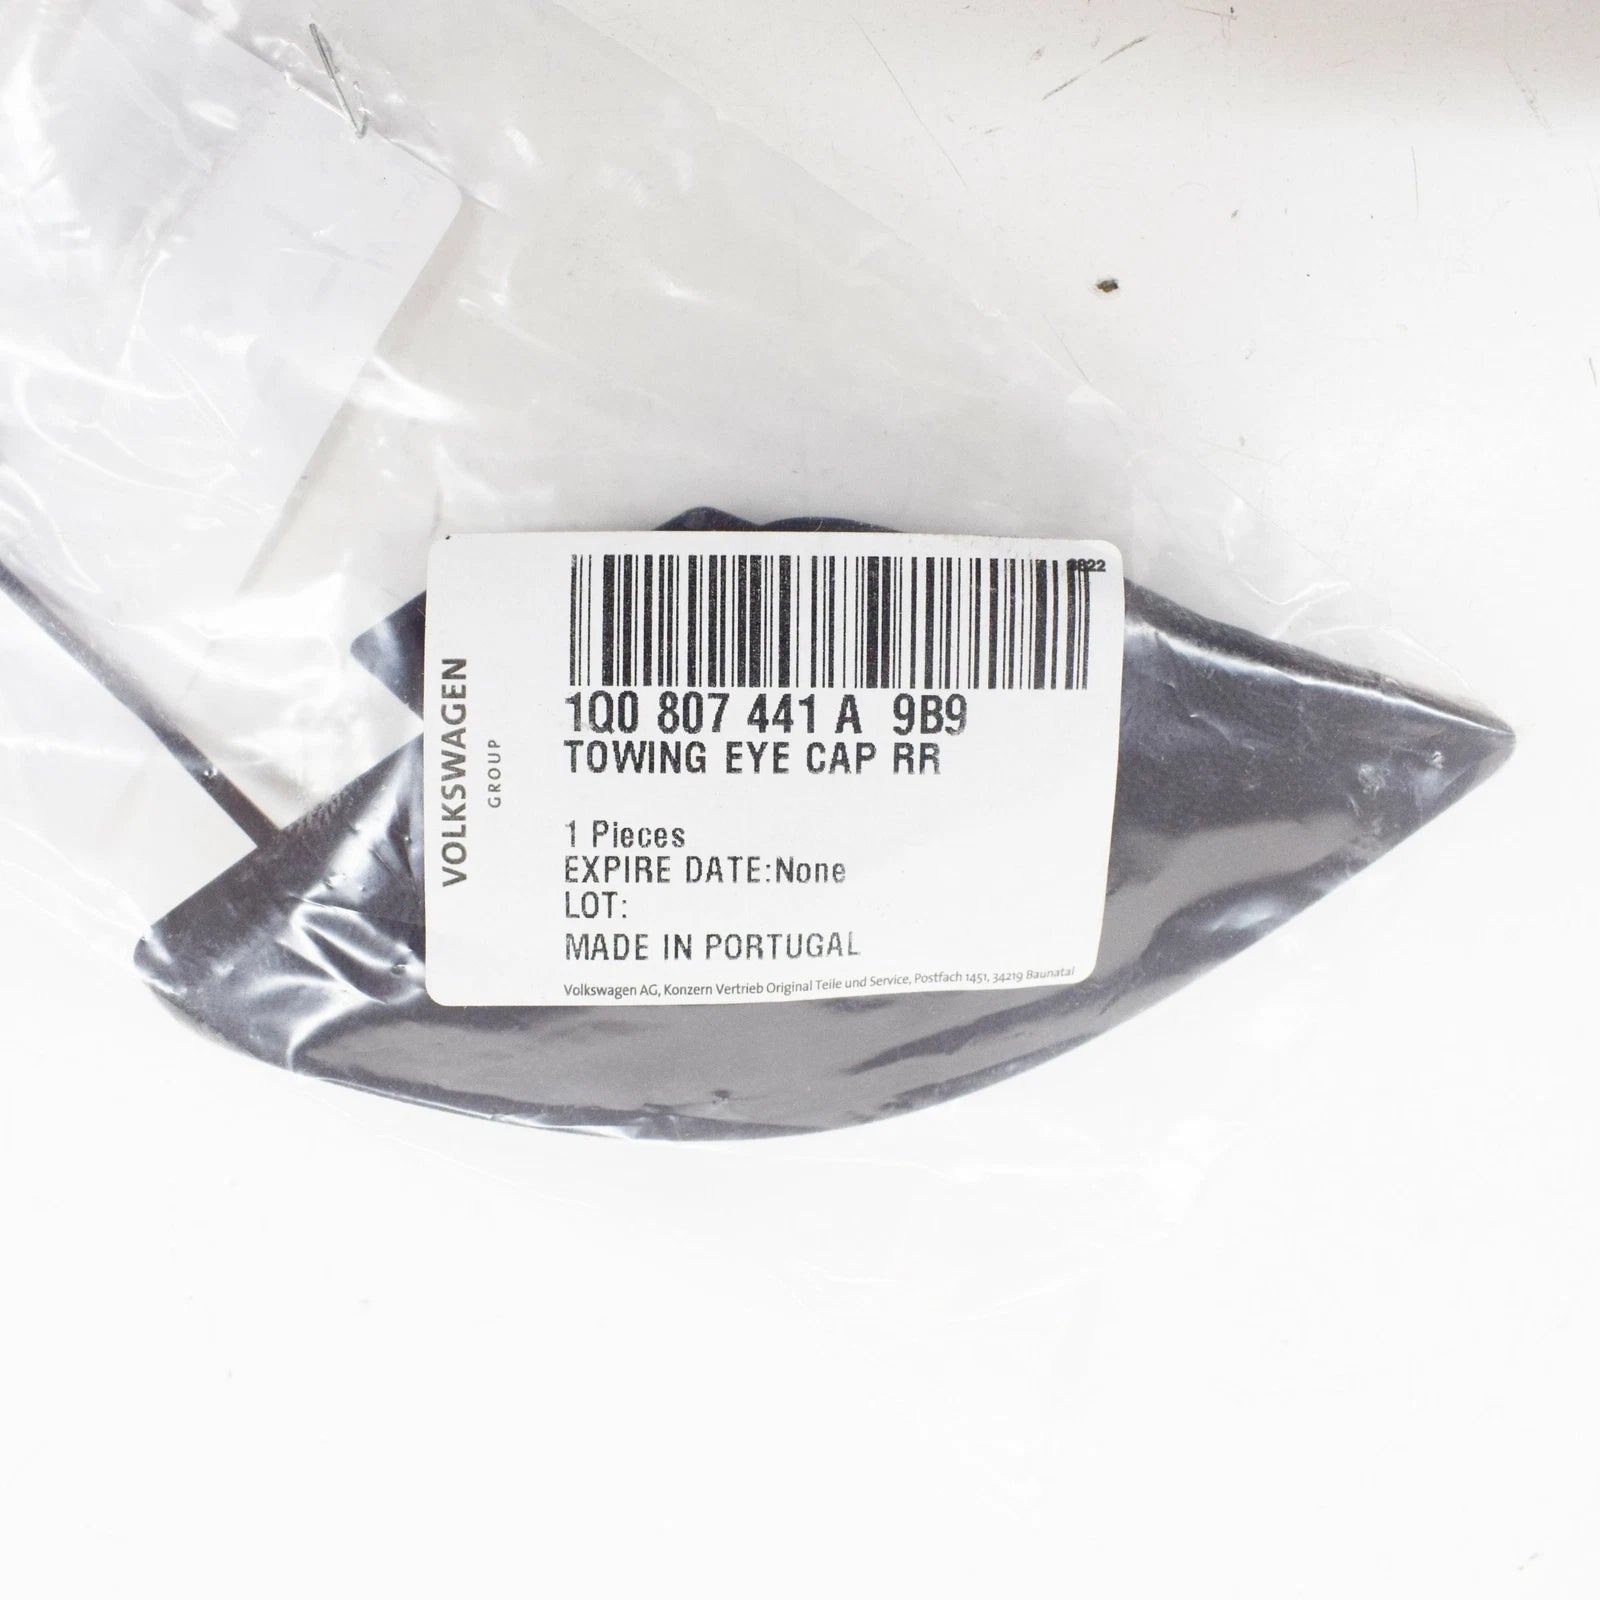 VOLKSWAGEN
GROUP
1Q0 807 441 A 9B9
TOWING EYE CAP RR
1 Pieces
EXPIRE DATE:None
LOT:
MADE IN PORTUGAL
Volkswagen AG, Konzern Vertrieb Original Teile und Service, Postfach 1451, 34219 Baunatal